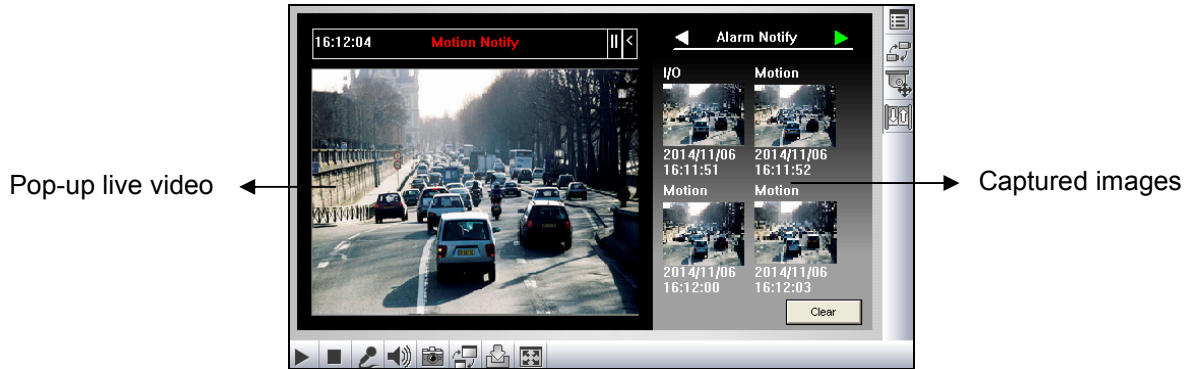 16:12:04 Motion Notify
Alarm Notify
I/O Motion
2014/11/06 2014/11/06
16:11:51 16:11:52
Motion Motion
2014/11/06 2014/11/06
16:12:00 16:12:03
Clear
Pop-up live video
Captured images